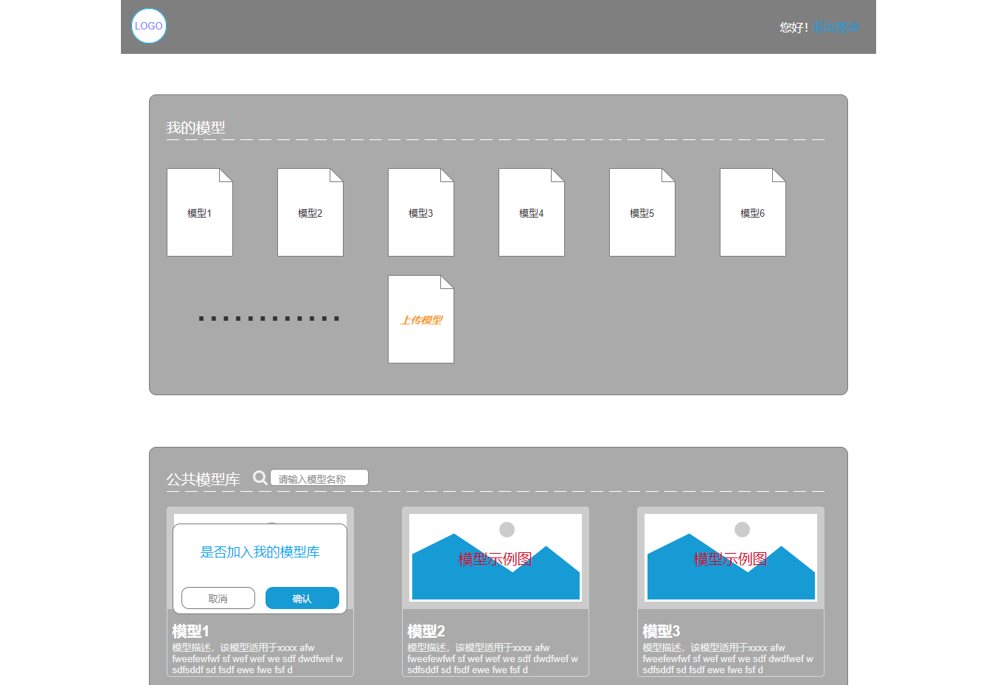 LOGO
您好! 退出登录
我的模型
模型1
模型2
模型3
模型4
模型5
模型6
............
上传模型
公共模型库
请输入模型名称
是否加入我的模型库
取消
确认
模型示例图
模型示例图
模型1
模型描述，该模型适用于xxxx afw
fweefewfwf sf wef wef we sdf dwdfwef w
sdfsddf sd fsdf ewe fwe fsf d
模型2
模型描述，该模型适用于xxxx afw
fweefewfwf sf wef wef we sdf dwdfwef w
sdfsddf sd fsdf ewe fwe fsf d
模型3
模型描述，该模型适用于xxxx afw
fweefewfwf sf wef wef we sdf dwdfwef w
sdfsddf sd fsdf ewe fwe fsf d